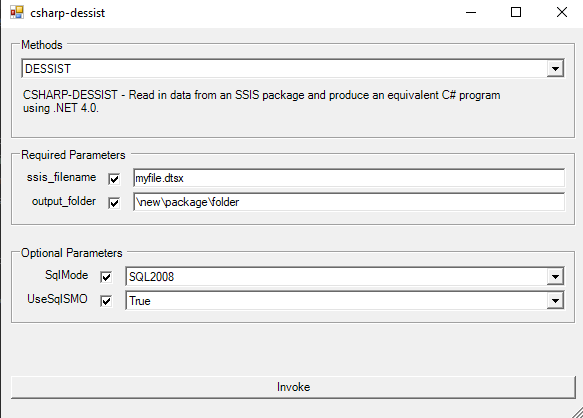 csharp-dessist
Methods
DESSIST
CSHARP-DESSIST - Read in data from an SSIS package and produce an equivalent C# program
using .NET 4.0.
Required Parameters
ssis_filename myfile.dtsx
output_folder \new\package\folder
Optional Parameters
SqlMode SQL2008
UseSqlSMO True
Invoke